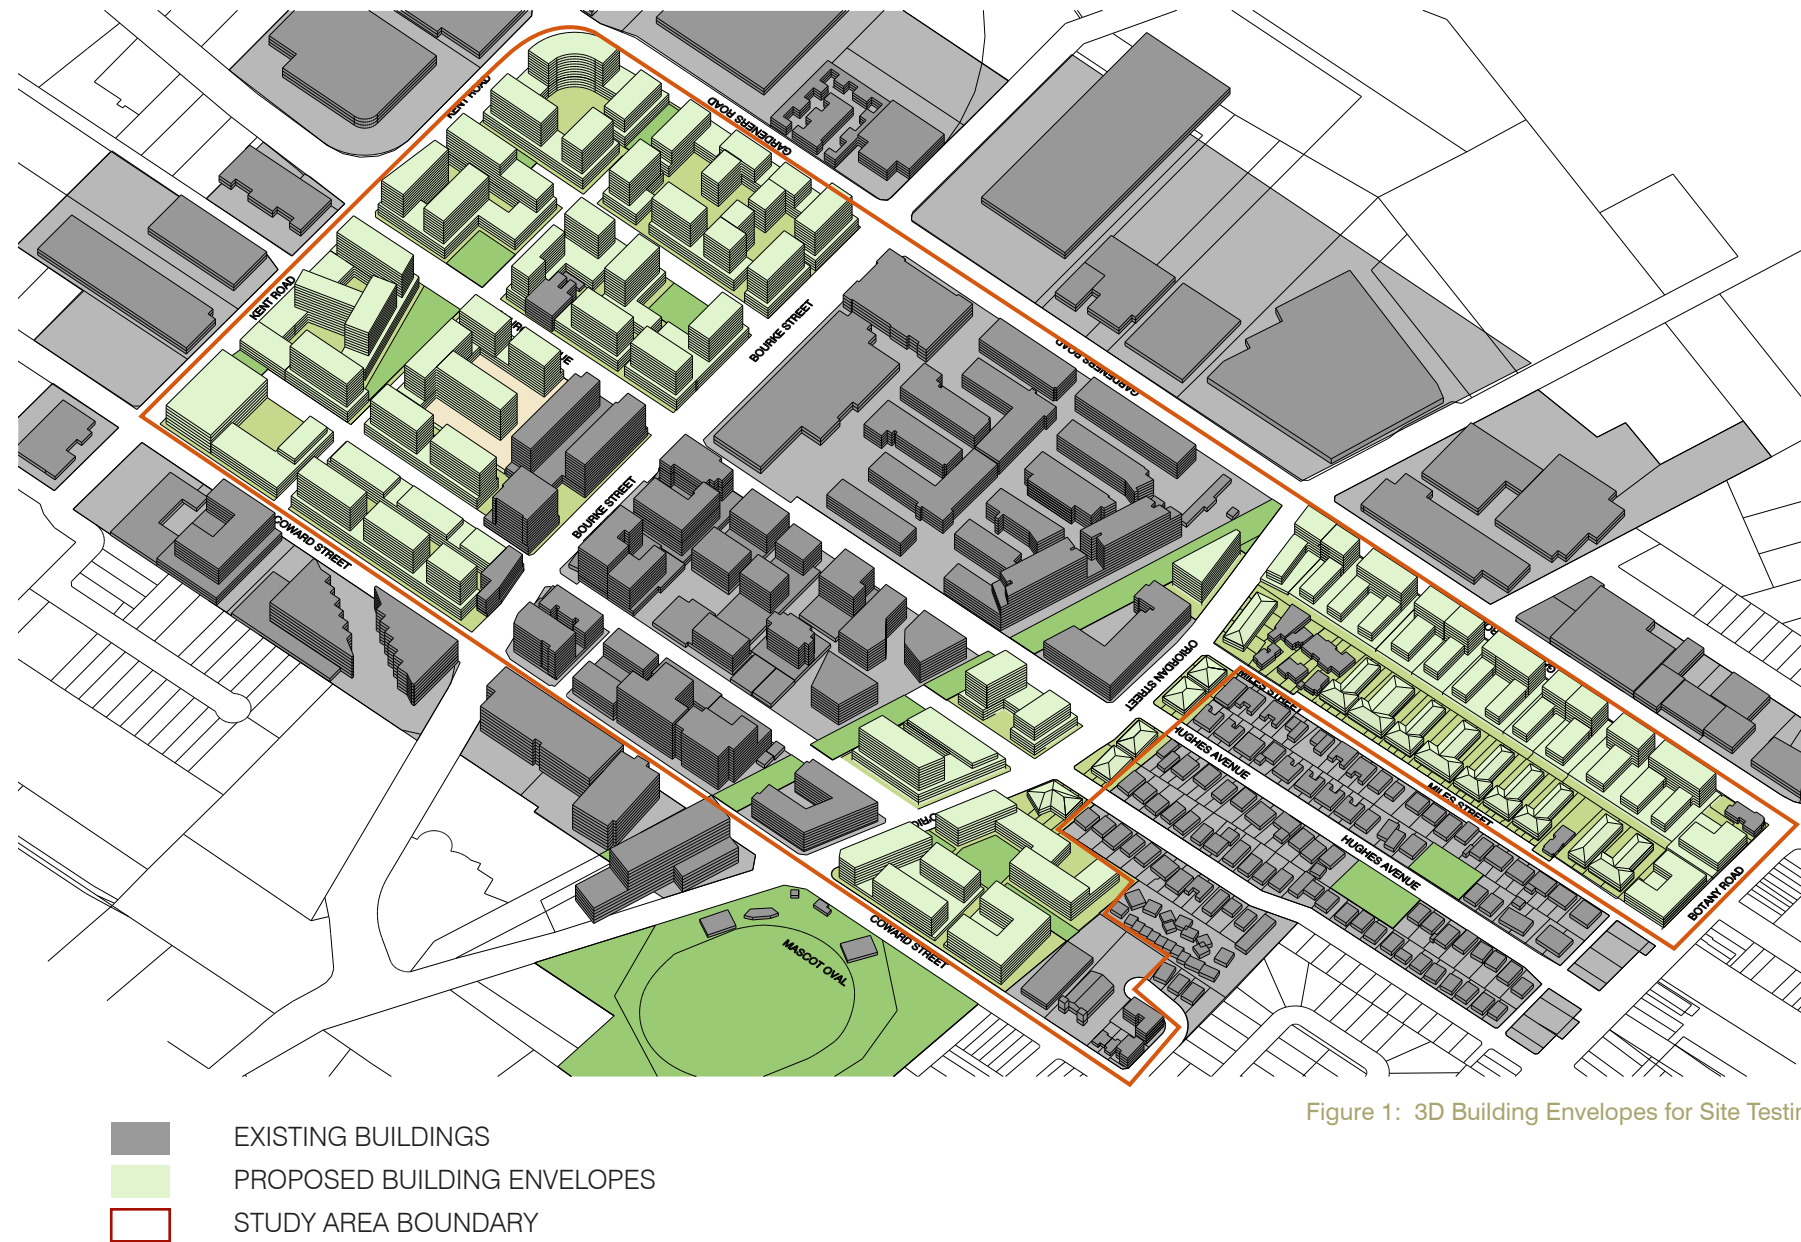 KENT ROAD
GARDENERS ROAD
KENT ROAD
BOURKE STREET
GARDENERS ROAD
BOURKE STREET
COWARD STREET
O'RIORDAN STREET
MILES STREET
HUGHES AVENUE
MILES STREET
HUGHES AVENUE
BOTANY ROAD
COWARD STREET
MASCOT OVAL
Figure 1: 3D Building Envelopes for Site Testin
EXISTING BUILDINGS
PROPOSED BUILDING ENVELOPES
STUDY AREA BOUNDARY